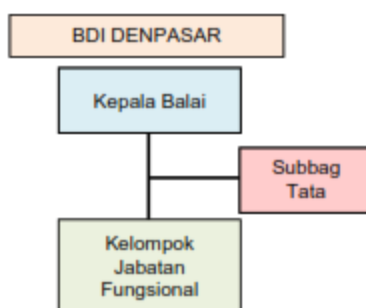 BDI DENPASAR
Kepala Balai
Subbag
Tata
Kelompok
Jabatan
Fungsional